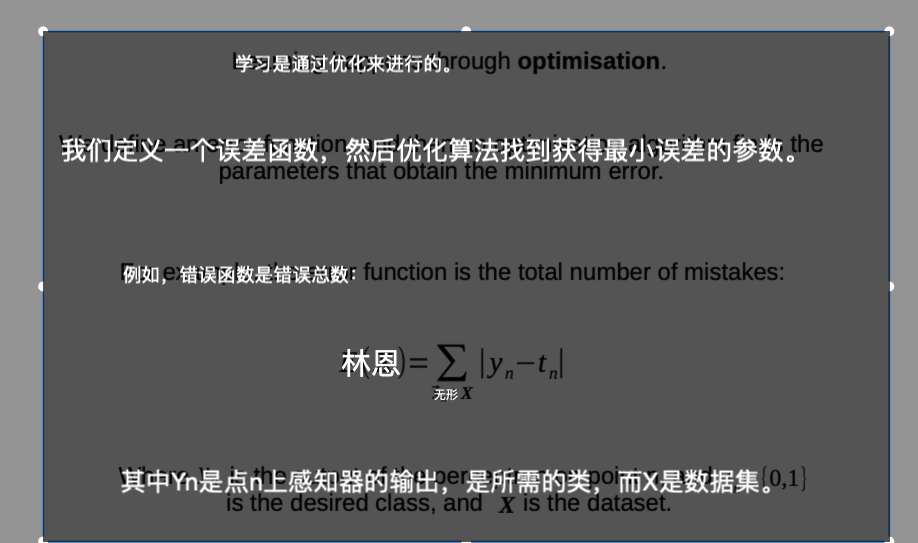 学习是通过优化来进行的。
through optimisation.
我们定义一个误差函数，然后优化算法找到获得最小误差的参数。
the
parameters that obtain the minimum error.
例如，错误函数是错误总数：
function is the total number of mistakes:
林恩)=∑|yₙ−tₙ|
无形 X
其中Yn是点n上感知器的输出，是所需的类，而X是数据集。
{0,1}
is the desired class, and X is the dataset.